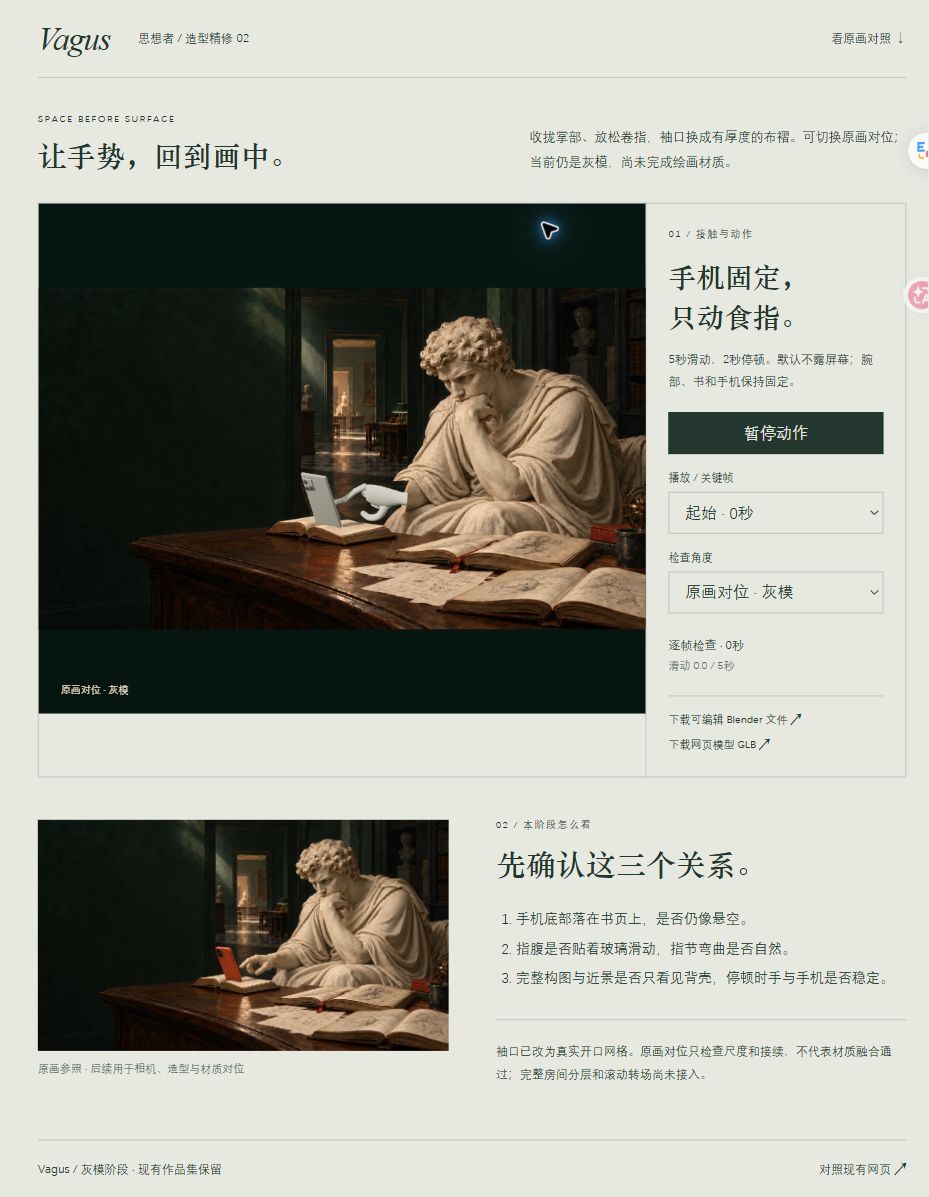 Vagus
思想者 / 造型精修 02
看原画对照 ↓
SPACE BEFORE SURFACE
让手势，回到画中。
收拢掌部、放松卷指，袖口换成有厚度的布褶。可切换原画对位；
当前仍是灰模，尚未完成绘画材质。
原画对位 · 灰模
01 / 接触与动作
手机固定，
只动食指。
5秒滑动、2秒停顿。默认不露屏幕；腕
部、书和手机保持固定。
暂停动作
播放 / 关键帧
起始 · 0秒
检查角度
原画对位 · 灰模
逐帧检查 · 0秒
滑动 0.0 / 5秒
下载可编辑 Blender 文件 ↗
下载网页模型 GLB ↗
原画参照 · 后续用于相机、造型与材质对位
02 / 本阶段怎么看
先确认这三个关系。
1. 手机底部落在书页上，是否仍像悬空。
2. 指腹是否贴着玻璃滑动，指节弯曲是否自然。
3. 完整构图与近景是否只看见背壳，停顿时手与手机是否稳定。
袖口已改为真实开口网格。原画对位只检查尺度和接续，不代表材质融合通
过；完整房间分层和滚动转场尚未接入。
Vagus / 灰模阶段 · 现有作品集保留
对照现有网页 ↗